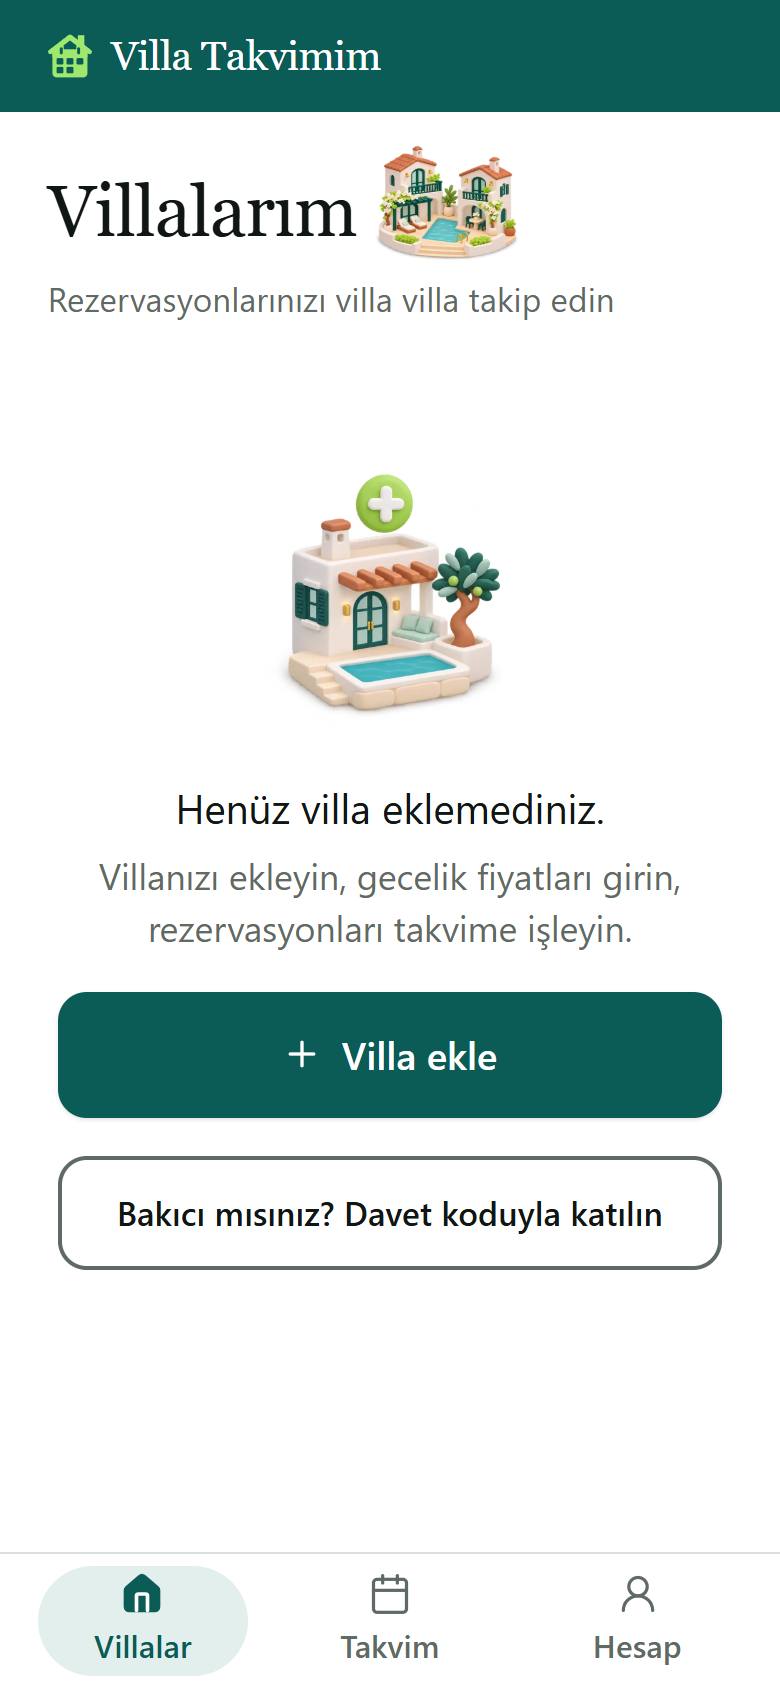 Villa Takvimim
Villalarım
Rezervasyonlarınızı villa villa takip edin
Henüz villa eklemediniz.
Villanızı ekleyin, gecelik fiyatları girin,
rezervasyonları takvime işleyin.
Villa ekle
Bakıcı mısınız? Davet koduyla katılın
Villalar
Takvim
Hesap